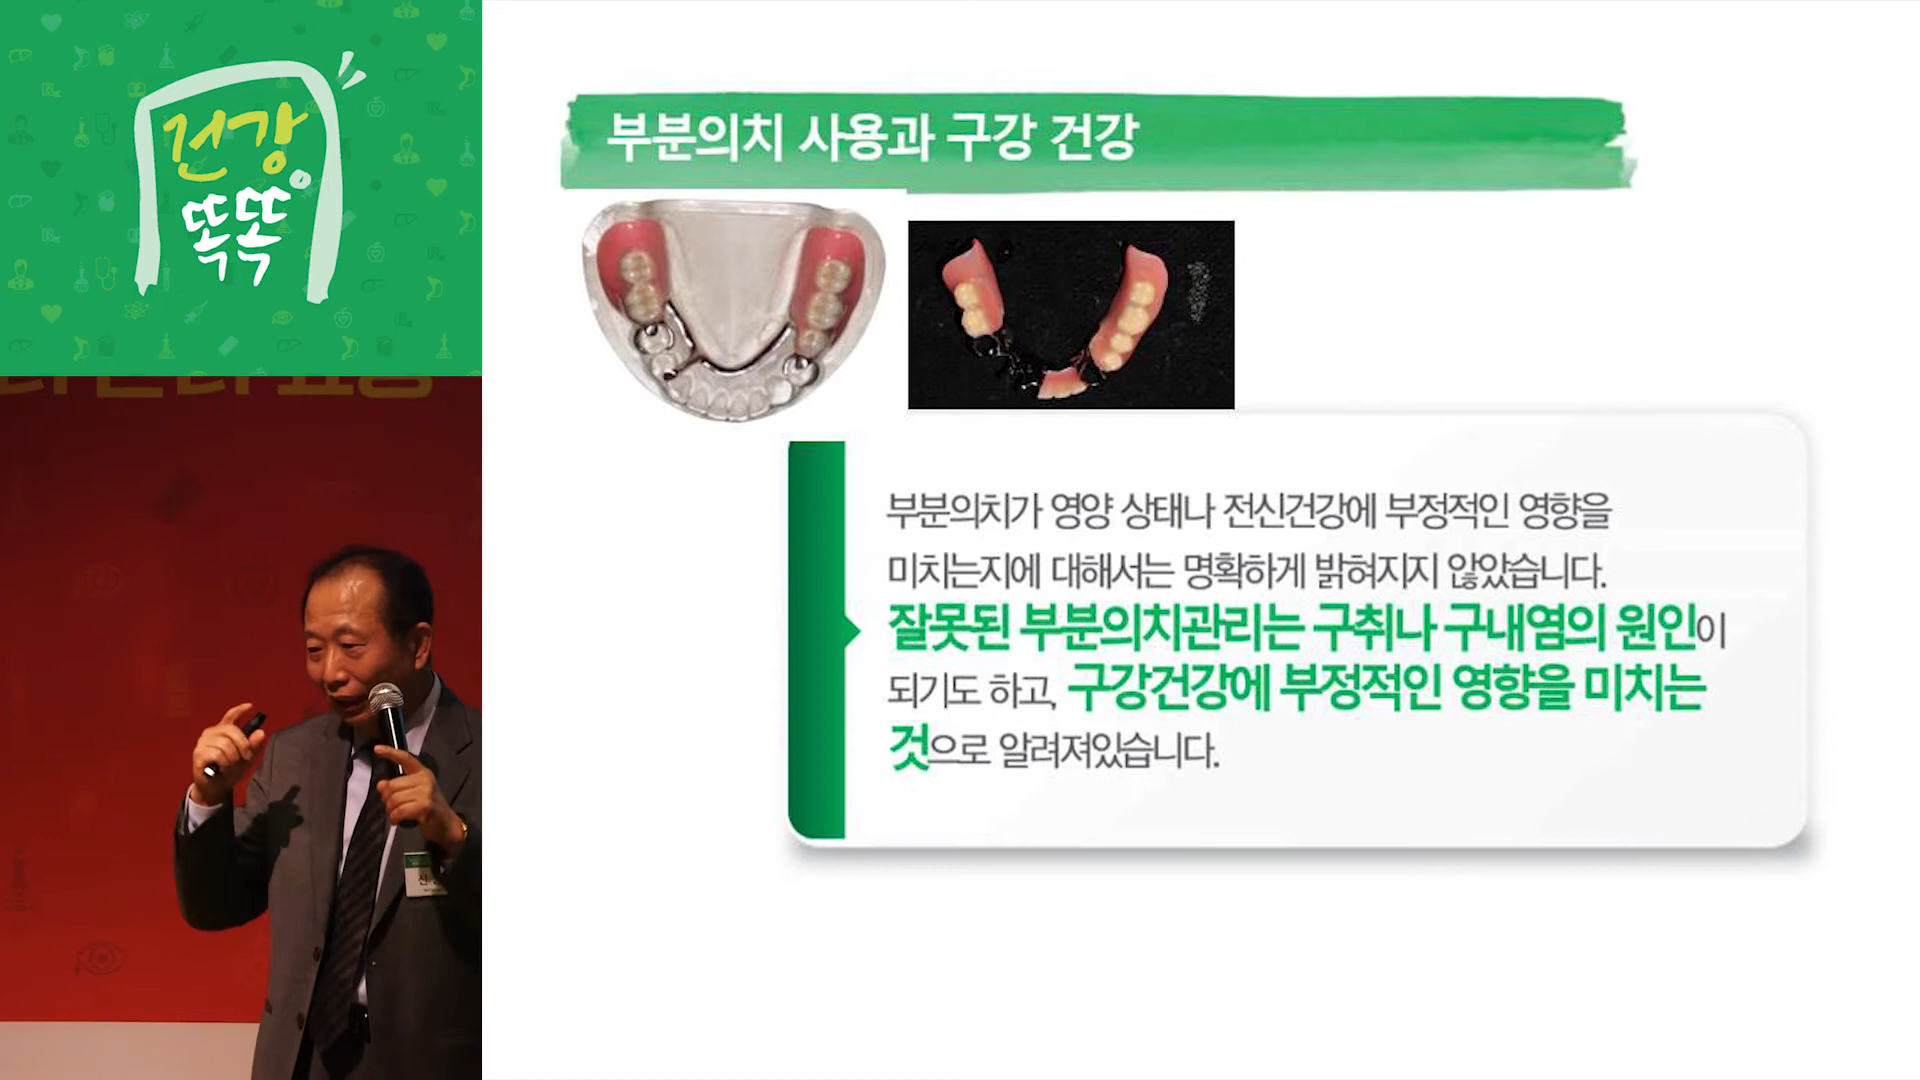 건강
똑똑
부분의치 사용과 구강 건강
부분의치가 영양 상태나 전신건강에 부정적인 영향을
미치는지에 대해서는 명확하게 밝혀지지 않았습니다.
잘못된 부분의치관리는 구취나 구내염의 원인이
되기도 하고, 구강건강에 부정적인 영향을 미치는
것으로 알려져있습니다.
신